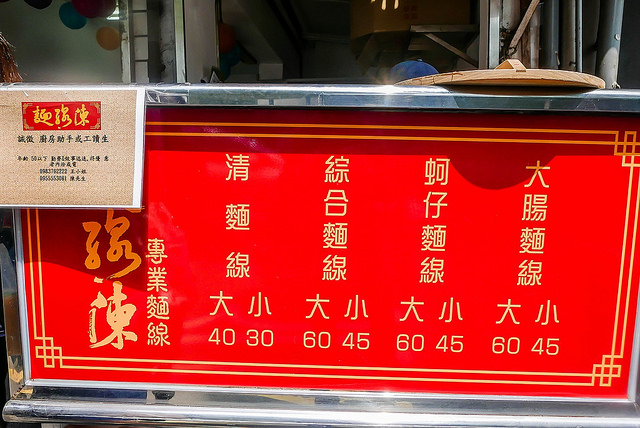 麵線陳
誠徵 廚房助手或工讀生
線陳
專業麵線
大腸麵線
大 小
60 45
蚵仔麵線
大 小
60 45
綜合麵線
大 小
60 45
清麵線
大 小
40 30